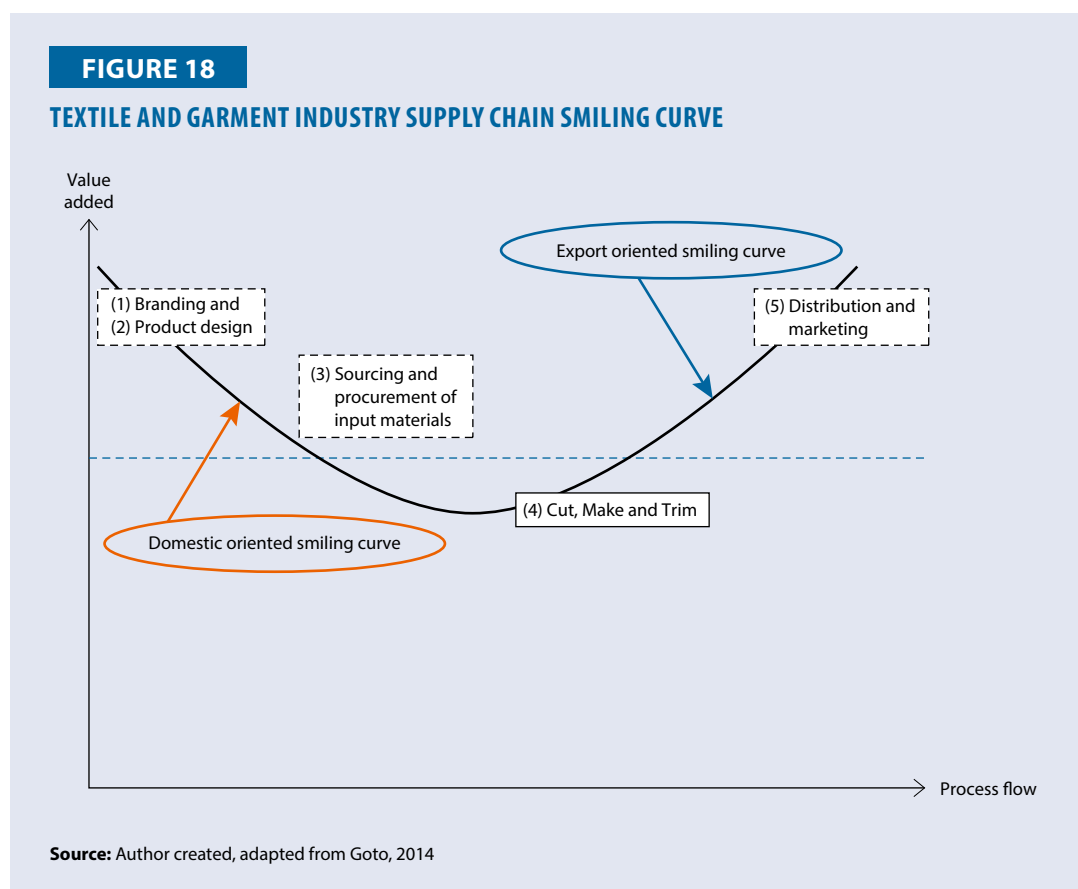 FIGURE 18
TEXTILE AND GARMENT INDUSTRY SUPPLY CHAIN SMILING CURVE
Value
added
Export oriented smiling curve
(1) Branding and
(2) Product design
(5) Distribution and
marketing
(3) Sourcing and
procurement of
input materials
(4) Cut, Make and Trim
Domestic oriented smiling curve
Process flow
Source: Author created, adapted from Goto, 2014